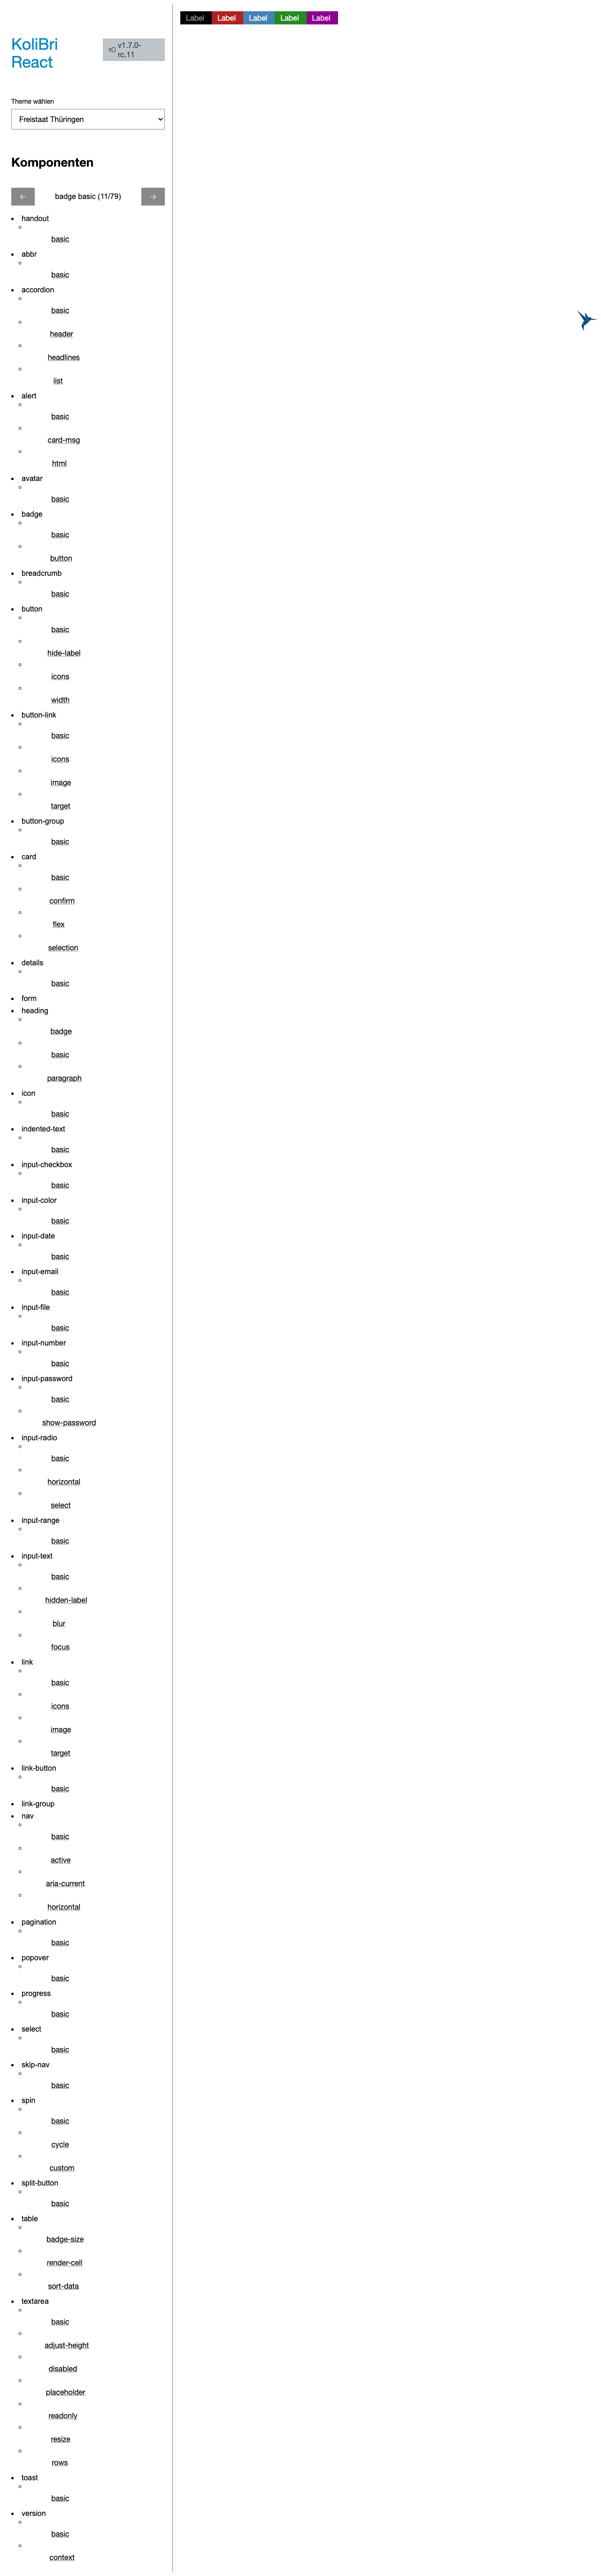 KoliBri
React
v1.7.0-
rc.11
Theme wählen
Freistaat Thüringen
Komponenten
badge basic (11/79)
handout
basic
abbr
basic
accordion
basic
header
headlines
list
alert
basic
card-msg
html
avatar
basic
badge
basic
button
breadcrumb
basic
button
basic
hide-label
icons
width
button-link
basic
icons
image
target
button-group
basic
card
basic
confirm
flex
selection
details
basic
form
heading
badge
basic
paragraph
icon
basic
indented-text
basic
input-checkbox
basic
input-color
basic
input-date
basic
input-email
basic
input-file
basic
input-number
basic
input-password
basic
show-password
input-radio
basic
horizontal
select
input-range
basic
input-text
basic
hidden-label
blur
focus
link
basic
icons
image
target
link-button
basic
link-group
nav
basic
active
aria-current
horizontal
pagination
basic
popover
basic
progress
basic
select
basic
skip-nav
basic
spin
basic
cycle
custom
split-button
basic
table
badge-size
render-cell
sort-data
textarea
basic
adjust-height
disabled
placeholder
readonly
resize
rows
toast
basic
version
basic
context
Label Label Label Label Label